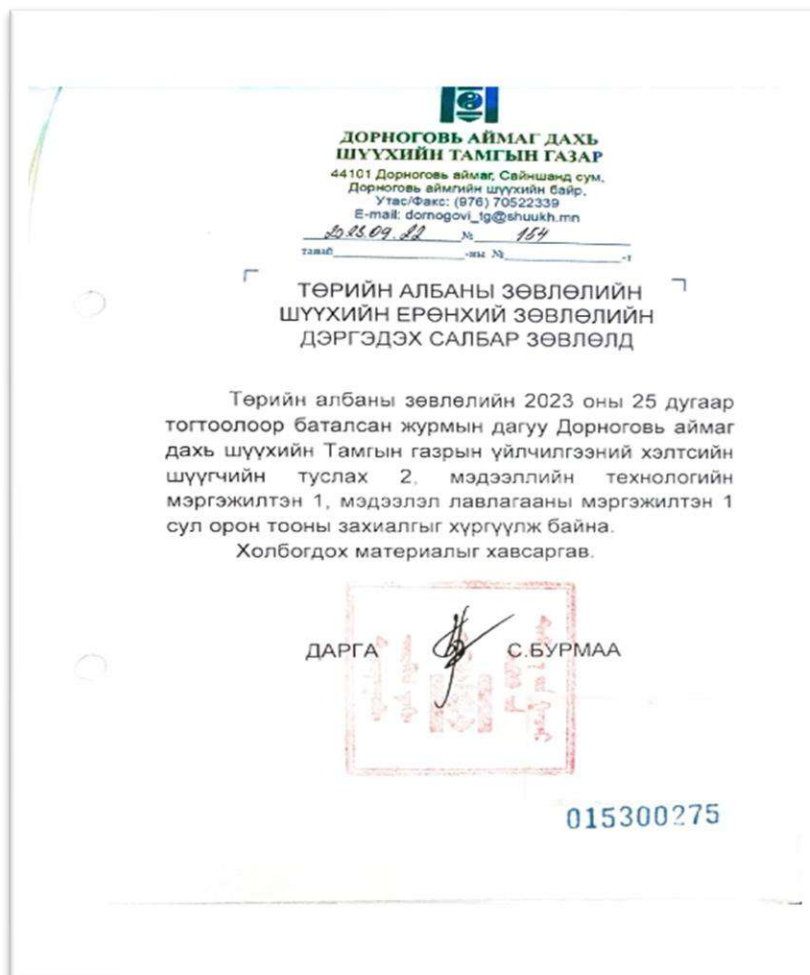 ДОРНОГОВЬ АЙМАГ ДАХЬ
ШҮҮХИЙН ТАМГЫН ГАЗАР
44101 Дорноговь аймаг, Сайншанд сум,
Дорноговь аймгийн шүүхийн байр,
Утас/Факс: (976) 70522339
E-mail: dornogovi_tg@shuukh.mn
2023.09.22 № 154
танай -ны № -т
ТӨРИЙН АЛБАНЫ ЗӨВЛӨЛИЙН
ШҮҮХИЙН ЕРӨНХИЙ ЗӨВЛӨЛИЙН
ДЭРГЭДЭХ САЛБАР ЗӨВЛӨЛД
Төрийн албаны зөвлөлийн 2023 оны 25 дугаар
тогтоолоор баталсан журмын дагуу Дорноговь аймаг
дахь шүүхийн Тамгын газрын үйлчилгээний хэлтсийн
шүүгчийн туслах 2, мэдээллийн технологийн
мэргэжилтэн 1, мэдээлэл лавлагааны мэргэжилтэн 1
сул орон тооны захиалгыг хүргүүлж байна.
Холбогдох материалыг хавсаргав.
ДАРГА С.БУРМАА
015300275